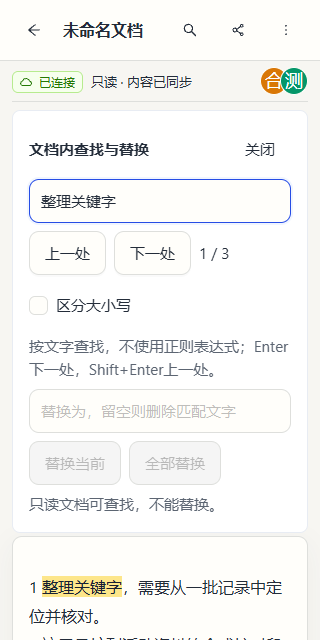 未命名文档
已连接 只读 · 内容已同步 合 测
文档内查找与替换 关闭
整理关键字
上一处 下一处 1 / 3
区分大小写
按文字查找，不使用正则表达式；Enter
下一处，Shift+Enter上一处。
替换为，留空则删除匹配文字
替换当前 全部替换
只读文档可查找，不能替换。
1 整理关键字，需要从一批记录中定
位并核对。